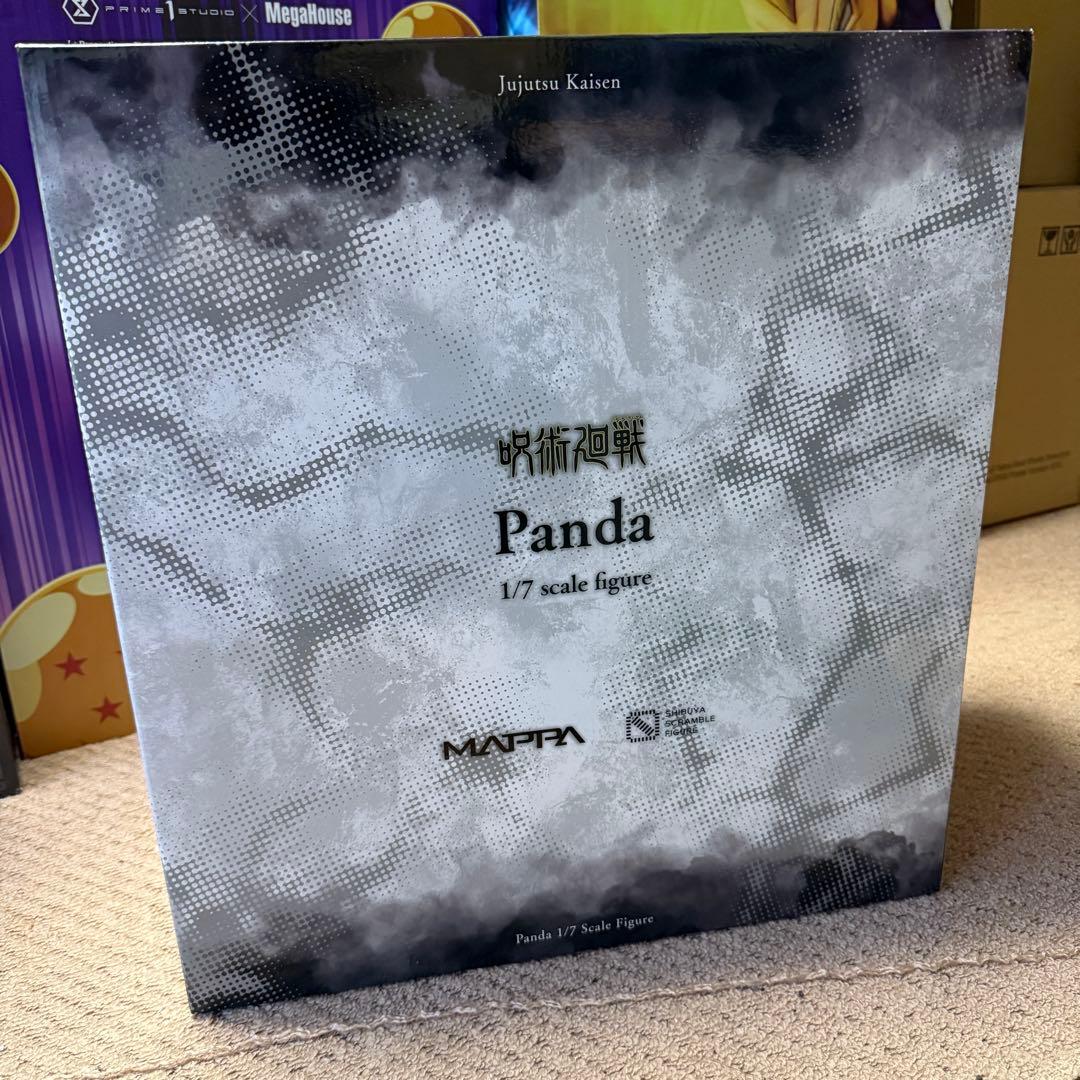 PRIME 1 STUDIO × MegaHouse
Jujutsu Kaisen
呪術廻戦
Panda
1/7 scale figure
MAPPA
SHIBUYA
SCRAMBLE
FIGURE
Panda 1/7 Scale Figure